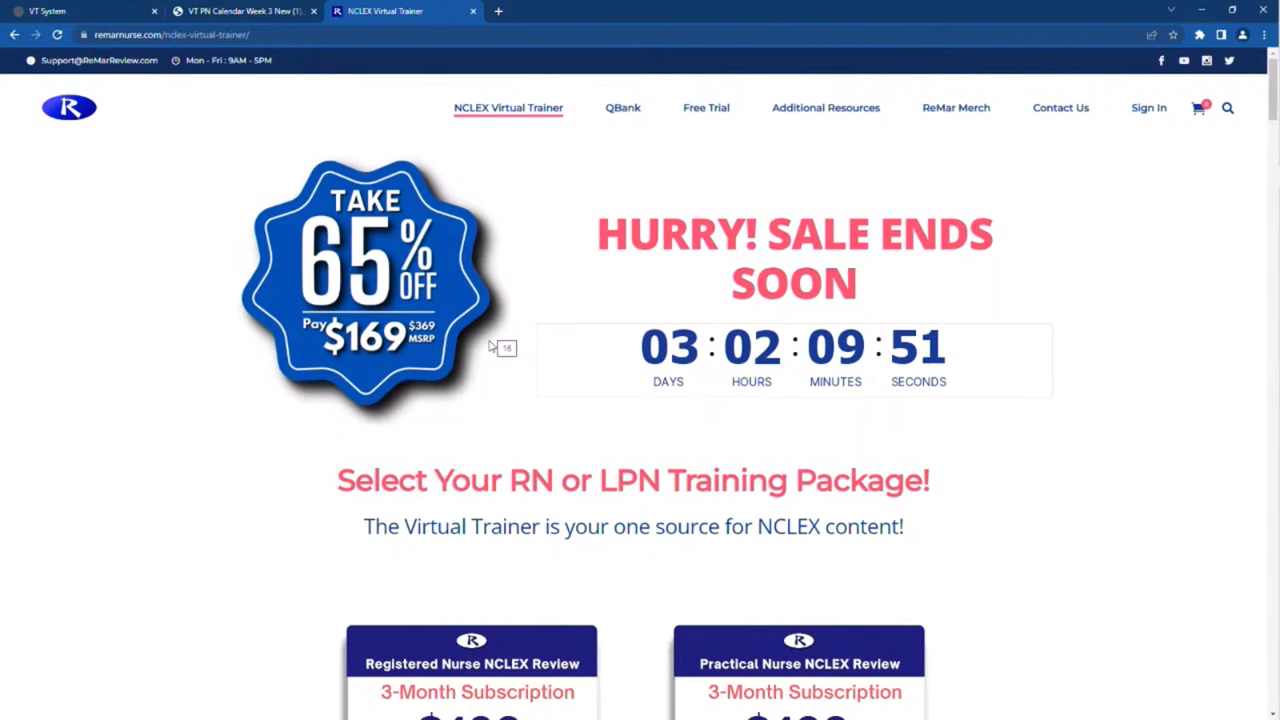 VT System
VT PN Calendar Week 3 New (1).
NCLEX Virtual Trainer
remarnurse.com/nclex-virtual-trainer/
Support@ReMarReview.com
Mon - Fri : 9AM - 5PM
R
NCLEX Virtual Trainer
QBank
Free Trial
Additional Resources
ReMar Merch
Contact Us
Sign In
TAKE
65% OFF
Pay $169 $369 MSRP
16
HURRY! SALE ENDS
SOON
03 : 02 : 09 : 51
DAYS HOURS MINUTES SECONDS
Select Your RN or LPN Training Package!
The Virtual Trainer is your one source for NCLEX content!
R
Registered Nurse NCLEX Review
3-Month Subscription
R
Practical Nurse NCLEX Review
3-Month Subscription